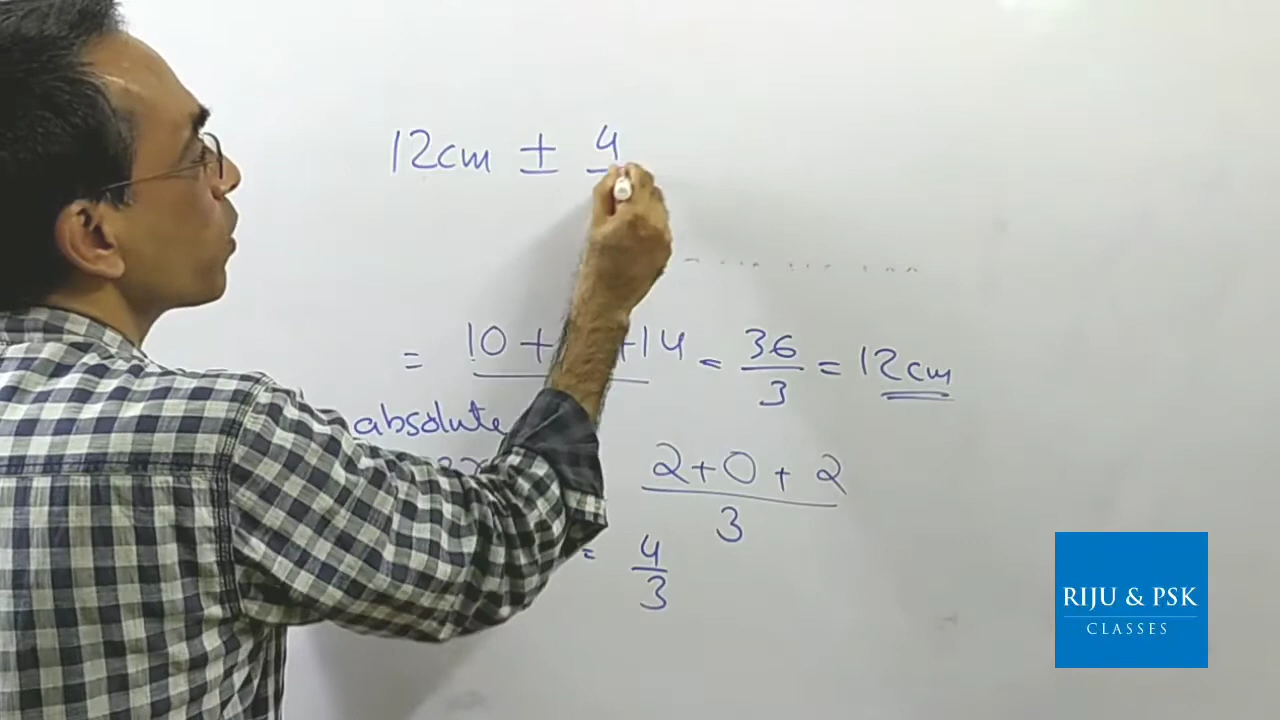 12cm ± 4
= 10 + +14 = 36/3 = 12cm
absolute
2+0+2/3
= 4/3
RIJU & PSK
CLASSES